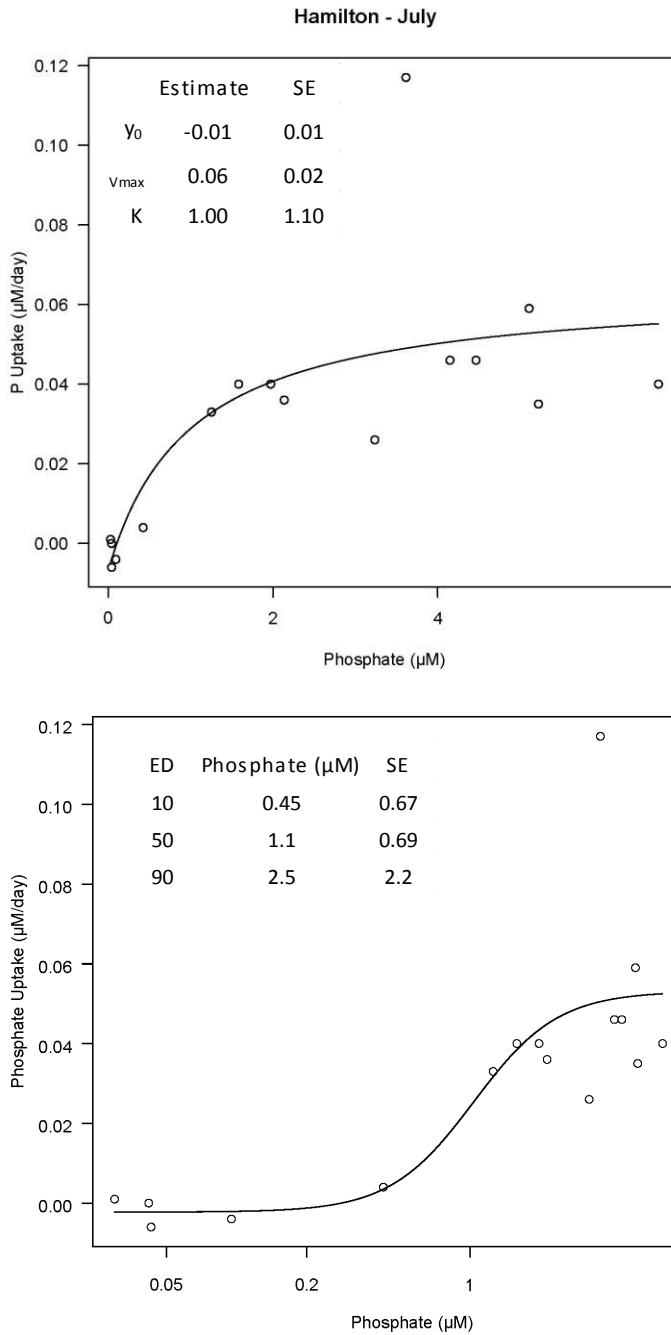 Hamilton - July
Estimate SE
y0 -0.01 0.01
Vmax 0.06 0.02
K 1.00 1.10
0.12
0.10
0.08
0.06
0.04
0.02
0.00
P Uptake (µM/day)
0 2 4
Phosphate (µM)
ED Phosphate (µM) SE
10 0.45 0.67
50 1.1 0.69
90 2.5 2.2
0.12
0.10
0.08
0.06
0.04
0.02
0.00
Phosphate Uptake (µM/day)
0.05 0.2 1
Phosphate (µM)